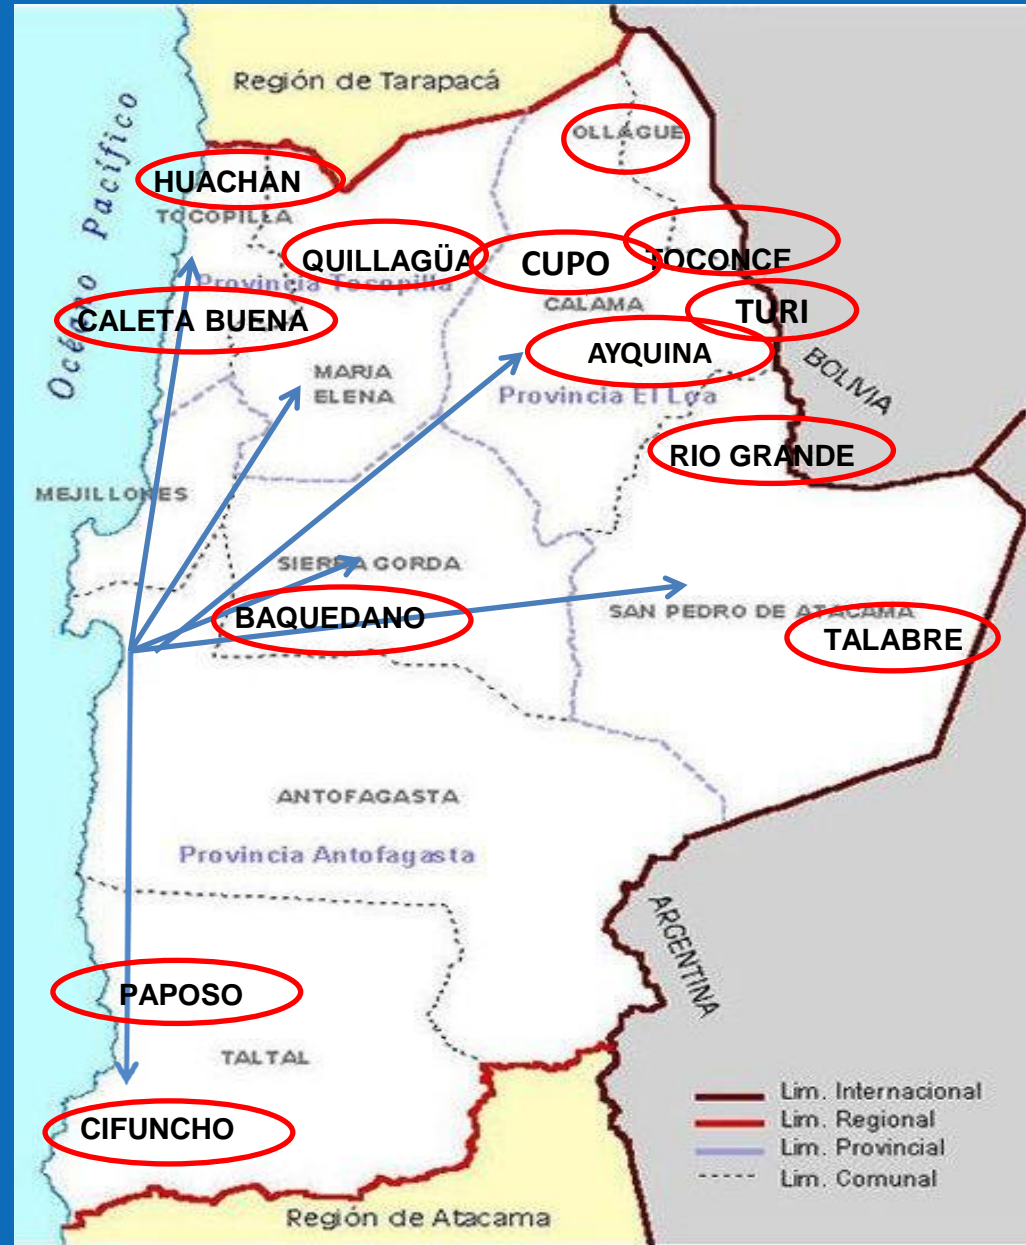 Región de Tarapacá
Océano Pacífico
OLLAGUE
HUACHAN
TOCOPILLA
QUILLAGÜA
CUPO
TOCONCE
Provincia Tocopilla
CALAMA
TURI
CALETA BUENA
AYQUINA
BOLIVIA
MARIA
ELENA
Provincia El Loa
RIO GRANDE
MEJILLONES
SIERRA GORDA
BAQUEDANO
SAN PEDRO DE ATACAMA
TALABRE
ANTOFAGASTA
Provincia Antofagasta
ARGENTINA
PAPOSO
TALTAL
CIFUNCHO
Lim. Internacional
Lim. Regional
Lim. Provincial
Lim. Comunal
Región de Atacama